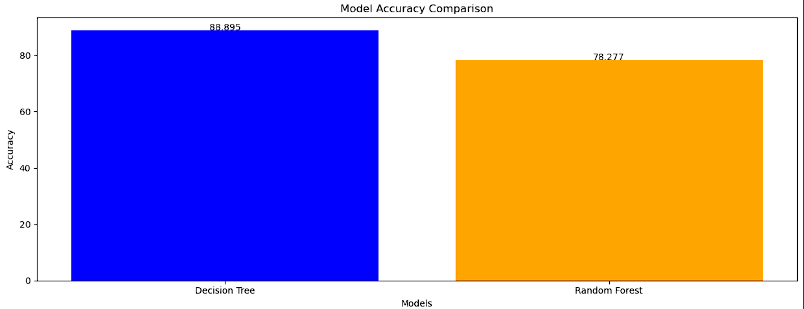 Model Accuracy Comparison
88.895
78.277
80
60
40
20
0
Accuracy
Decision Tree
Random Forest
Models